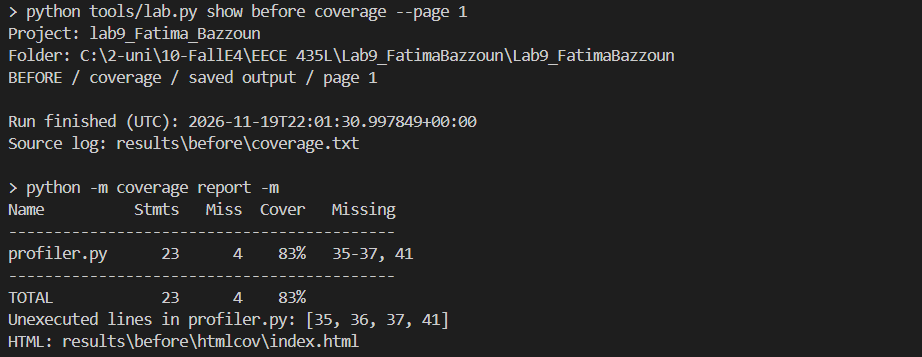 > python tools/lab.py show before coverage --page 1
Project: lab9_Fatima_Bazzoun
Folder: C:\2-uni\10-FallE4\EECE 435L\Lab9_FatimaBazzoun\Lab9_FatimaBazzoun
BEFORE / coverage / saved output / page 1

Run finished (UTC): 2026-11-19T22:01:30.997849+00:00
Source log: results\before\coverage.txt

> python -m coverage report -m
Name          Stmts   Miss  Cover   Missing
-------------------------------------------
profiler.py      23      4    83%   35-37, 41
-------------------------------------------
TOTAL            23      4    83%
Unexecuted lines in profiler.py: [35, 36, 37, 41]
HTML: results\before\htmlcov\index.html